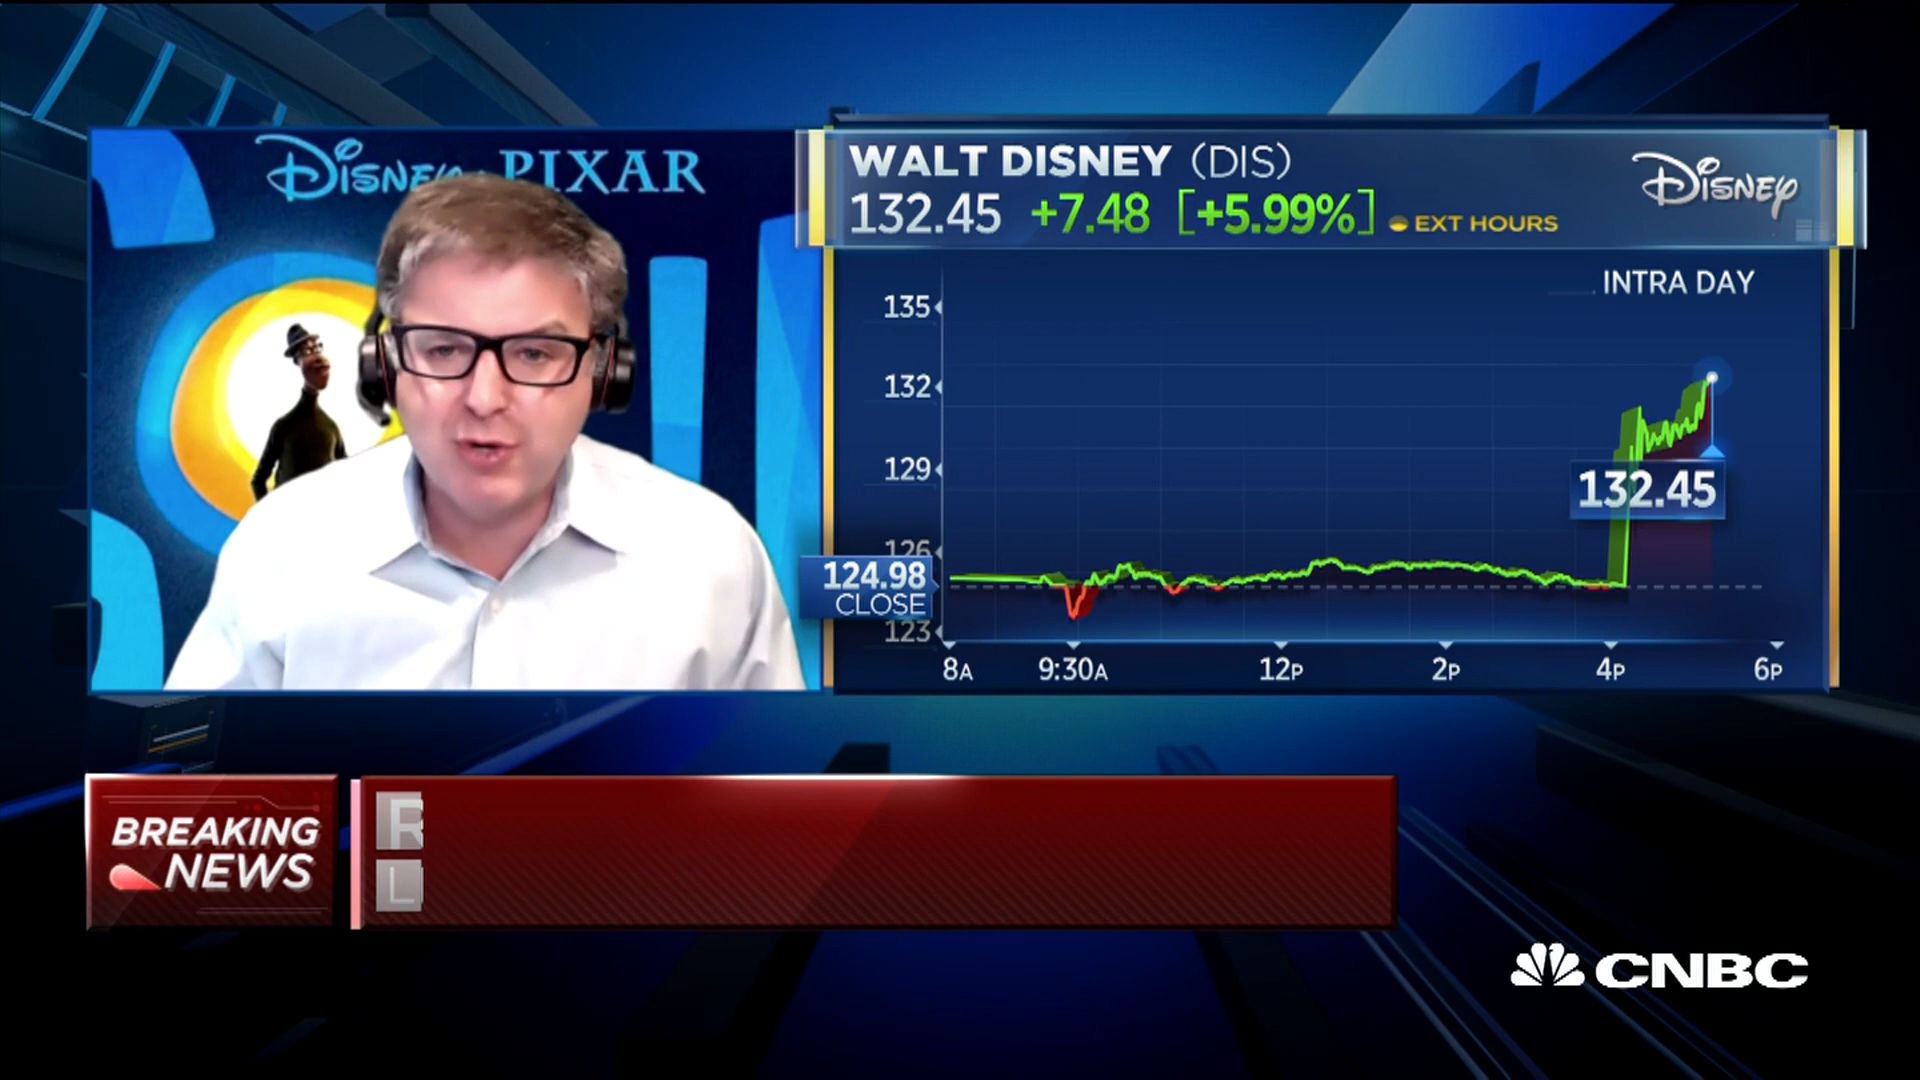 DISNEY · PIXAR
WALT DISNEY (DIS)
132.45 +7.48 [+5.99%] EXT HOURS
DISNEY
INTRA DAY
135
132
129
132.45
126
124.98
CLOSE
123
8A 9:30A 12P 2P 4P 6P
BREAKING
NEWS
R
L
CNBC